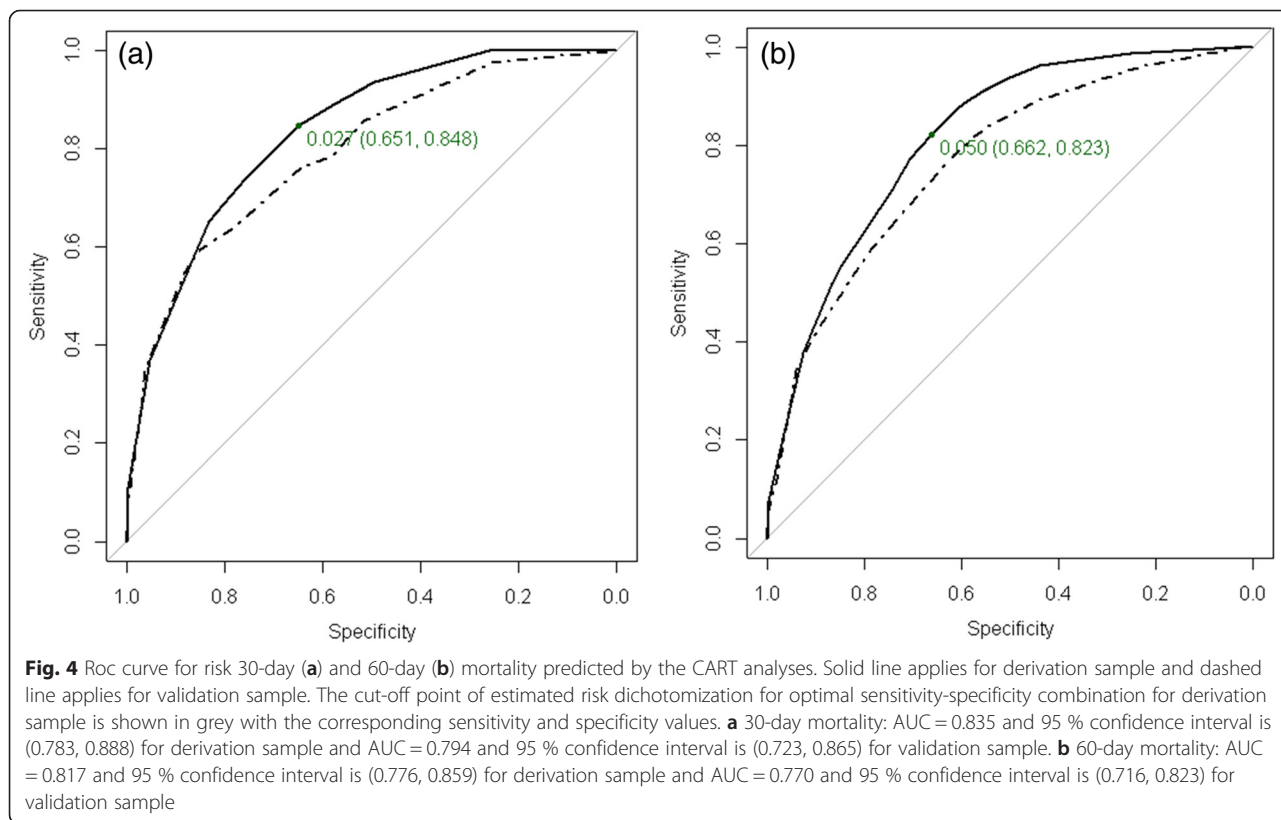 (a)
1.0
0.8
0.6
0.4
0.2
0.0
Sensitivity
0.027 (0.651, 0.848)
1.0 0.8 0.6 0.4 0.2 0.0
Specificity
(b)
1.0
0.8
0.6
0.4
0.2
0.0
Sensitivity
0.050 (0.662, 0.823)
1.0 0.8 0.6 0.4 0.2 0.0
Specificity
Fig. 4 Roc curve for risk 30-day (a) and 60-day (b) mortality predicted by the CART analyses. Solid line applies for derivation sample and dashed
line applies for validation sample. The cut-off point of estimated risk dichotomization for optimal sensitivity-specificity combination for derivation
sample is shown in grey with the corresponding sensitivity and specificity values. a 30-day mortality: AUC = 0.835 and 95 % confidence interval is
(0.783, 0.888) for derivation sample and AUC = 0.794 and 95 % confidence interval is (0.723, 0.865) for validation sample. b 60-day mortality: AUC
= 0.817 and 95 % confidence interval is (0.776, 0.859) for derivation sample and AUC = 0.770 and 95 % confidence interval is (0.716, 0.823) for
validation sample